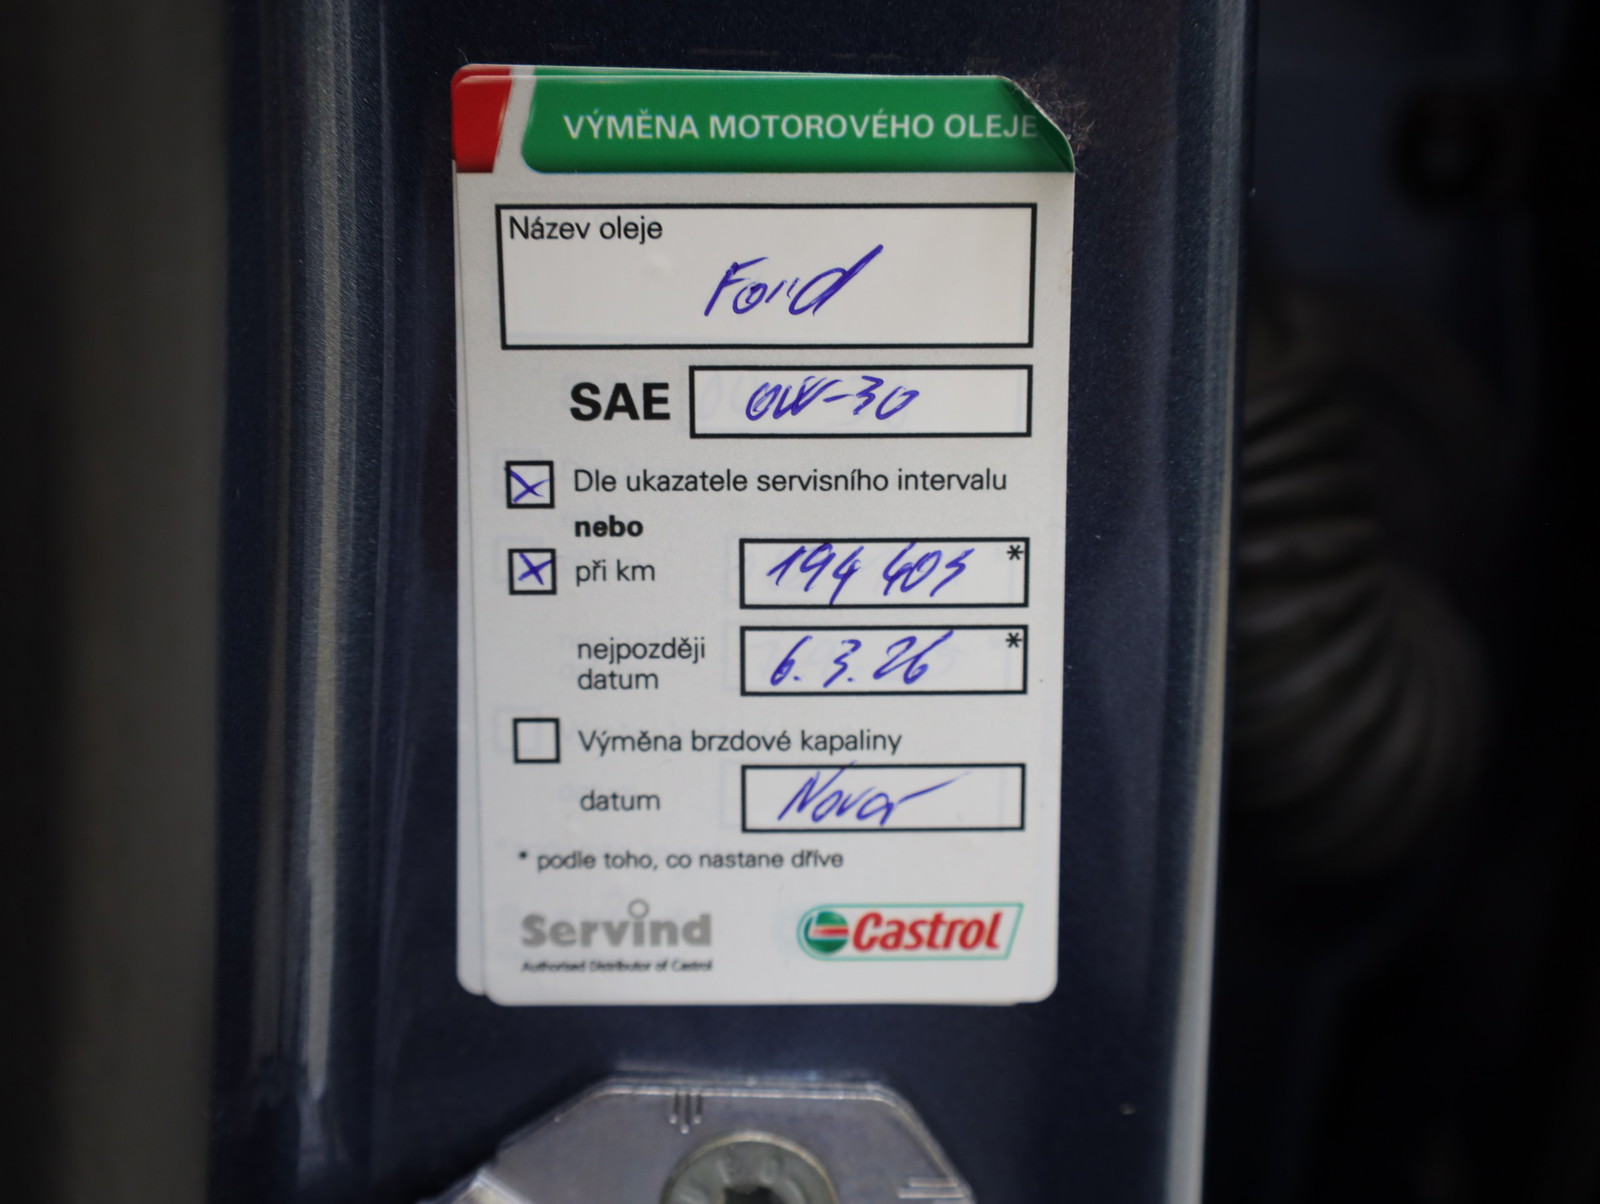 VÝMĚNA MOTOROVÉHO OLEJE
Název oleje
Ford
SAE 0W-30
Dle ukazatele servisního intervalu
nebo
při km 194 405 *
nejpozději
datum 6.3.26 *
Výměna brzdové kapaliny
datum
* podle toho, co nastane dříve
Servind Castrol
Authorised Distributor of Castrol